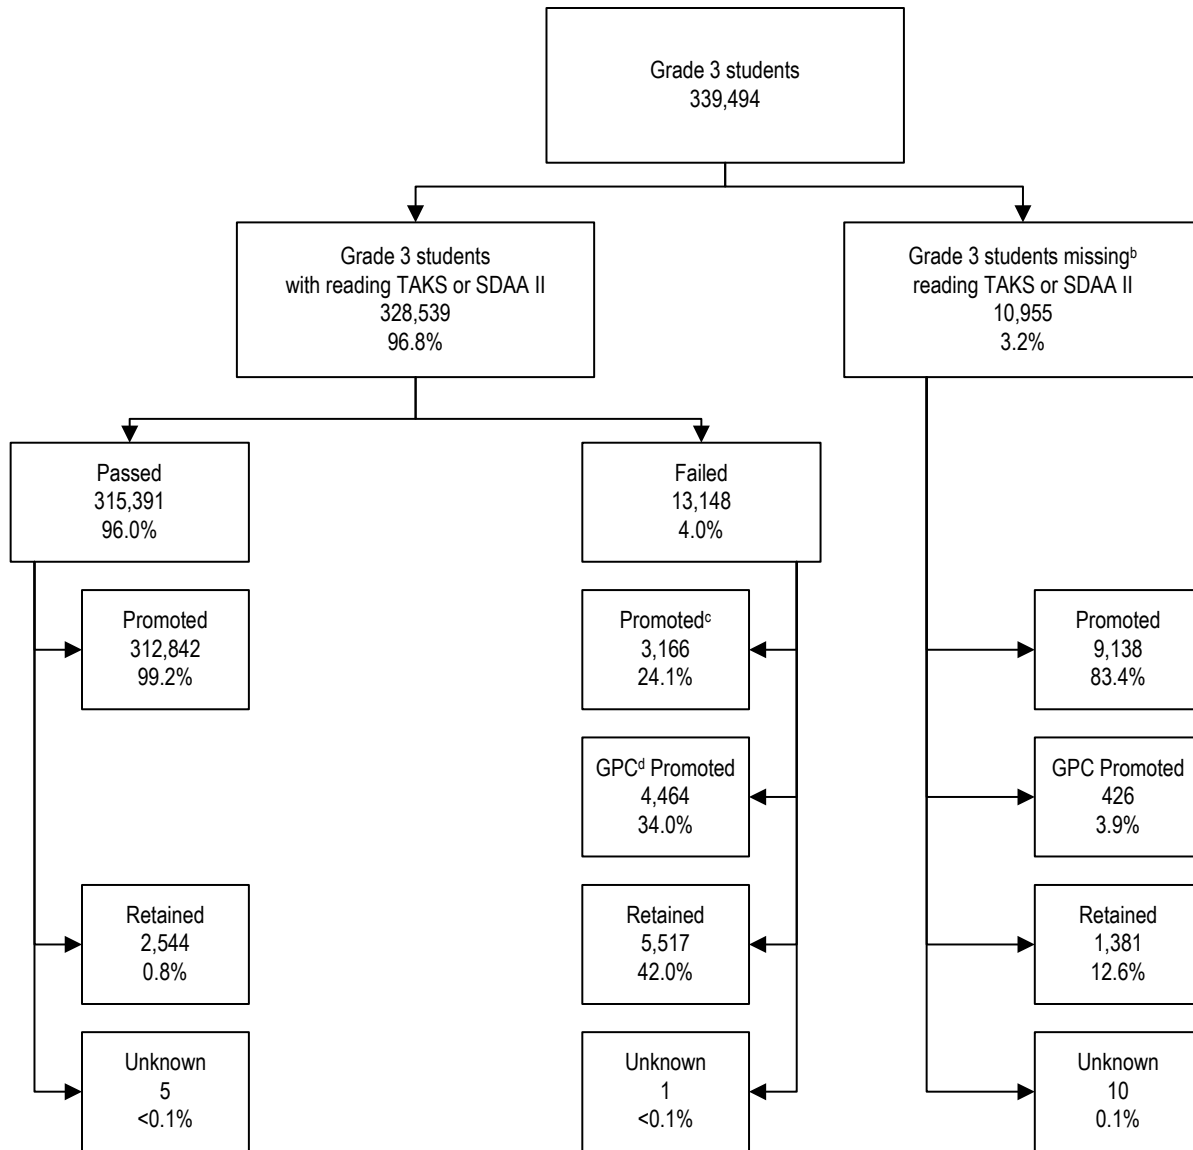 Grade 3 students
339,494
Grade 3 students
with reading TAKS or SDAA II
328,539
96.8%
Grade 3 students missingᵇ
reading TAKS or SDAA II
10,955
3.2%
Passed
315,391
96.0%
Failed
13,148
4.0%
Promoted
312,842
99.2%
Promotedᶜ
3,166
24.1%
Promoted
9,138
83.4%
GPCᵈ Promoted
4,464
34.0%
GPC Promoted
426
3.9%
Retained
2,544
0.8%
Retained
5,517
42.0%
Retained
1,381
12.6%
Unknown
5
<0.1%
Unknown
1
<0.1%
Unknown
10
0.1%